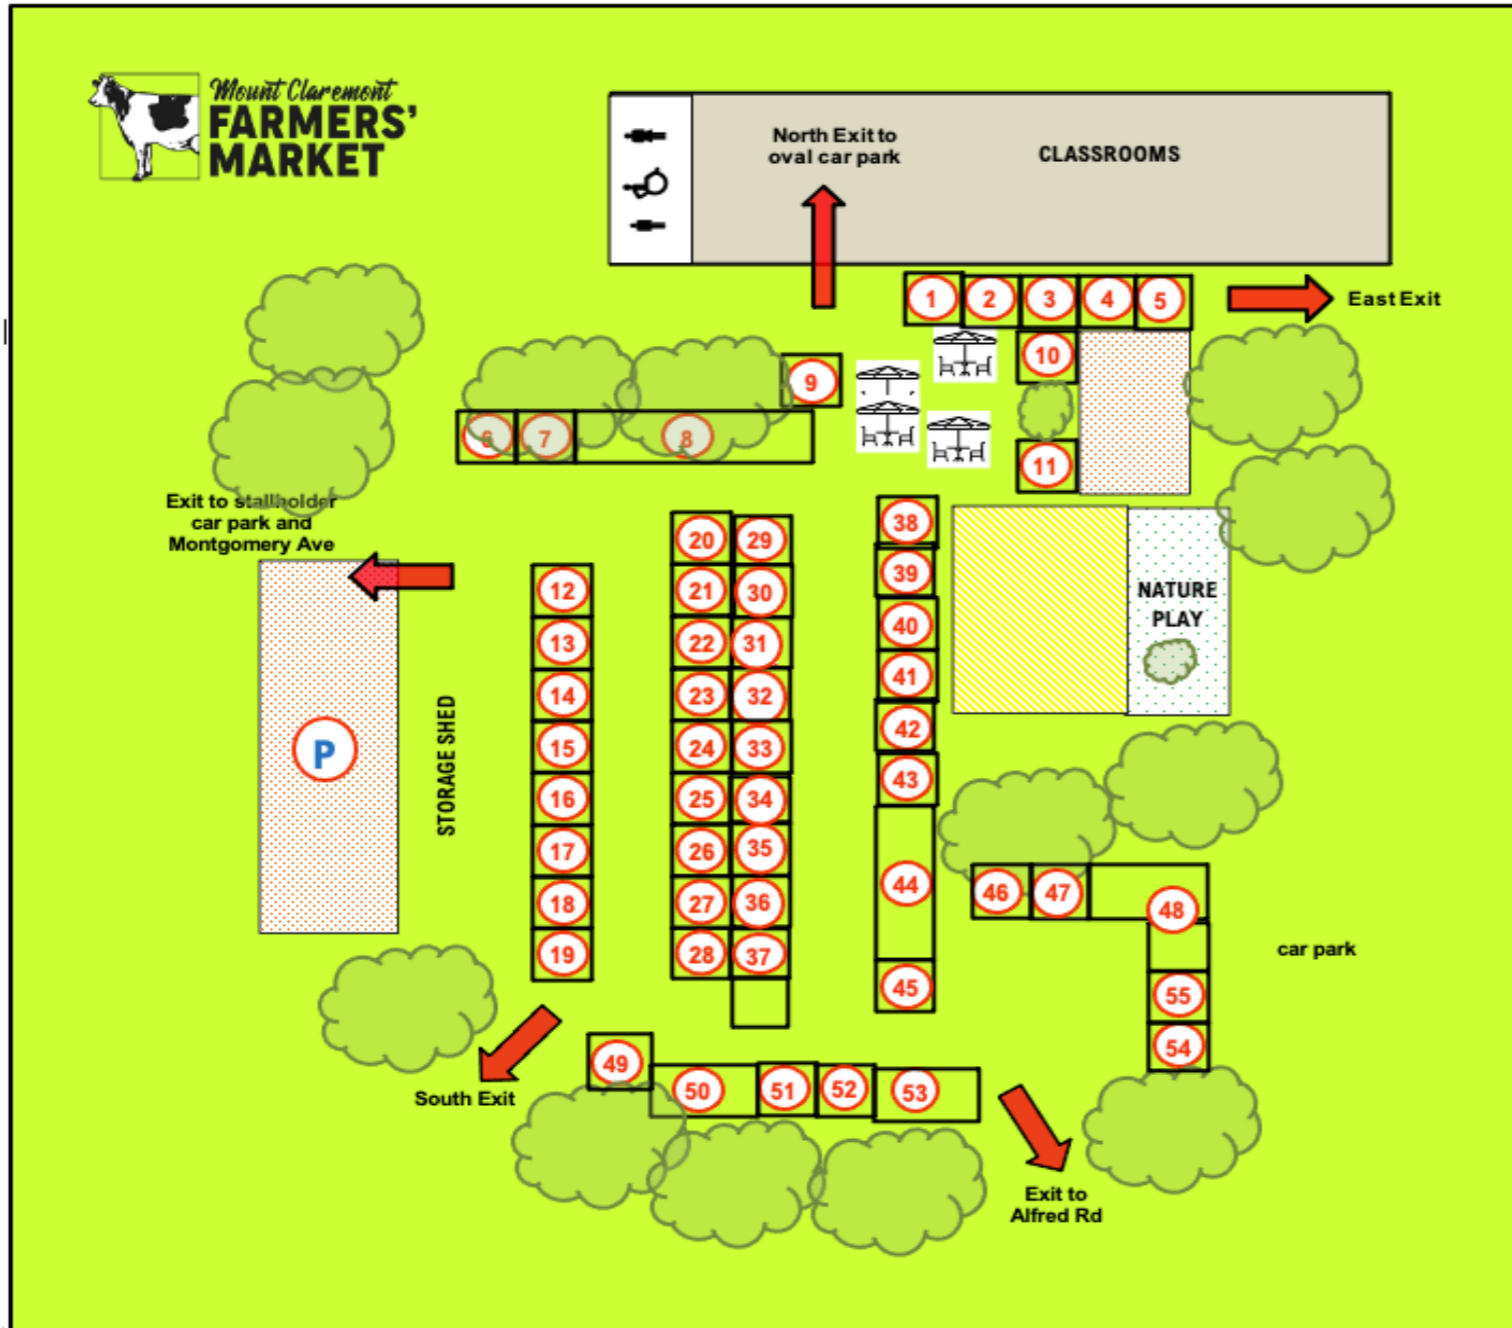 Mount Claremont
FARMERS'
MARKET
North Exit to
oval car park
CLASSROOMS
1 2 3 4 5
East Exit
10
9
6 7 8
11
Exit to stallholder
car park and
Montgomery Ave
NATURE
PLAY
P
STORAGE SHED
12
13
14
15
16
17
18
19
20 29
21 30
22 31
23 32
24 33
25 34
26 35
27 36
28 37
38
39
40
41
42
43
44
45
46 47 48
car park
55
54
49
50 51 52 53
South Exit
Exit to
Alfred Rd